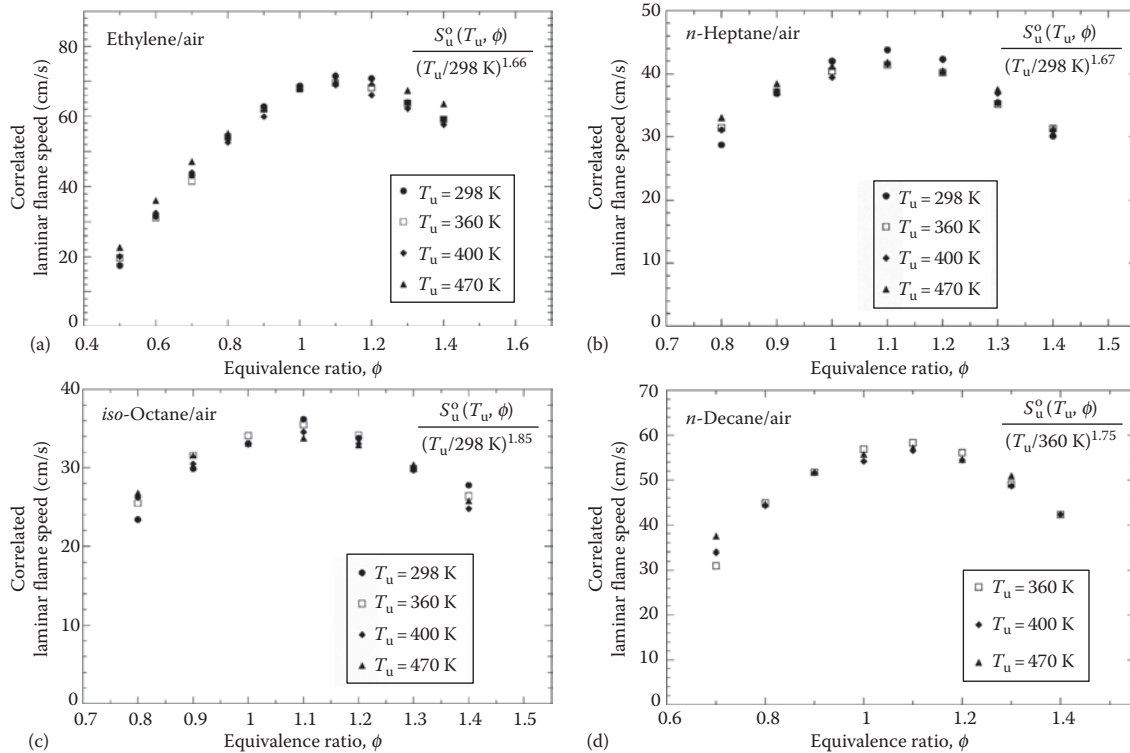 Ethylene/air
S_u^o (T_u, ϕ)
(T_u/298 K)^1.66
Correlated
laminar flame speed (cm/s)
80
60
40
20
0
T_u = 298 K
T_u = 360 K
T_u = 400 K
T_u = 470 K
0.4 0.6 0.8 1 1.2 1.4 1.6
(a)
Equivalence ratio, ϕ
n-Heptane/air
S_u^o (T_u, ϕ)
(T_u/298 K)^1.67
Correlated
laminar flame speed (cm/s)
50
40
30
20
10
0
T_u = 298 K
T_u = 360 K
T_u = 400 K
T_u = 470 K
0.7 0.8 0.9 1 1.1 1.2 1.3 1.4 1.5
(b)
Equivalence ratio, ϕ
iso-Octane/air
S_u^o (T_u, ϕ)
(T_u/298 K)^1.85
Correlated
laminar flame speed (cm/s)
40
30
20
10
0
T_u = 298 K
T_u = 360 K
T_u = 400 K
T_u = 470 K
0.7 0.8 0.9 1 1.1 1.2 1.3 1.4 1.5
(c)
Equivalence ratio, ϕ
n-Decane/air
S_u^o (T_u, ϕ)
(T_u/360 K)^1.75
Correlated
laminar flame speed (cm/s)
70
60
50
40
30
20
10
0
T_u = 360 K
T_u = 400 K
T_u = 470 K
0.6 0.8 1 1.2 1.4
(d)
Equivalence ratio, ϕ